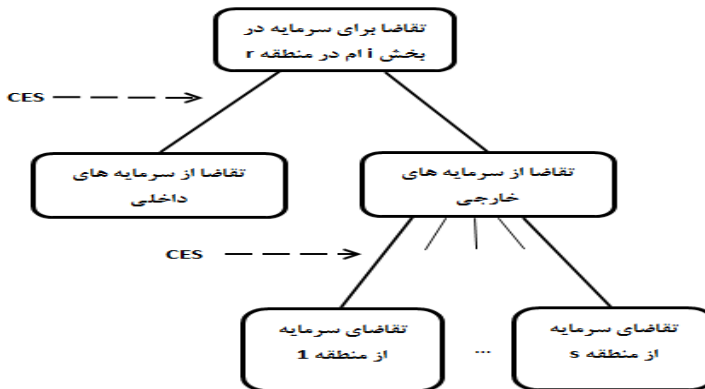 تقاضا برای سرمایه در
بخش i ام در منطقه r
CES
تقاضا از سرمایه های
خارجی
تقاضا از سرمایه های
داخلی
CES
تقاضای سرمایه
از منطقه s
...
تقاضای سرمایه
از منطقه 1